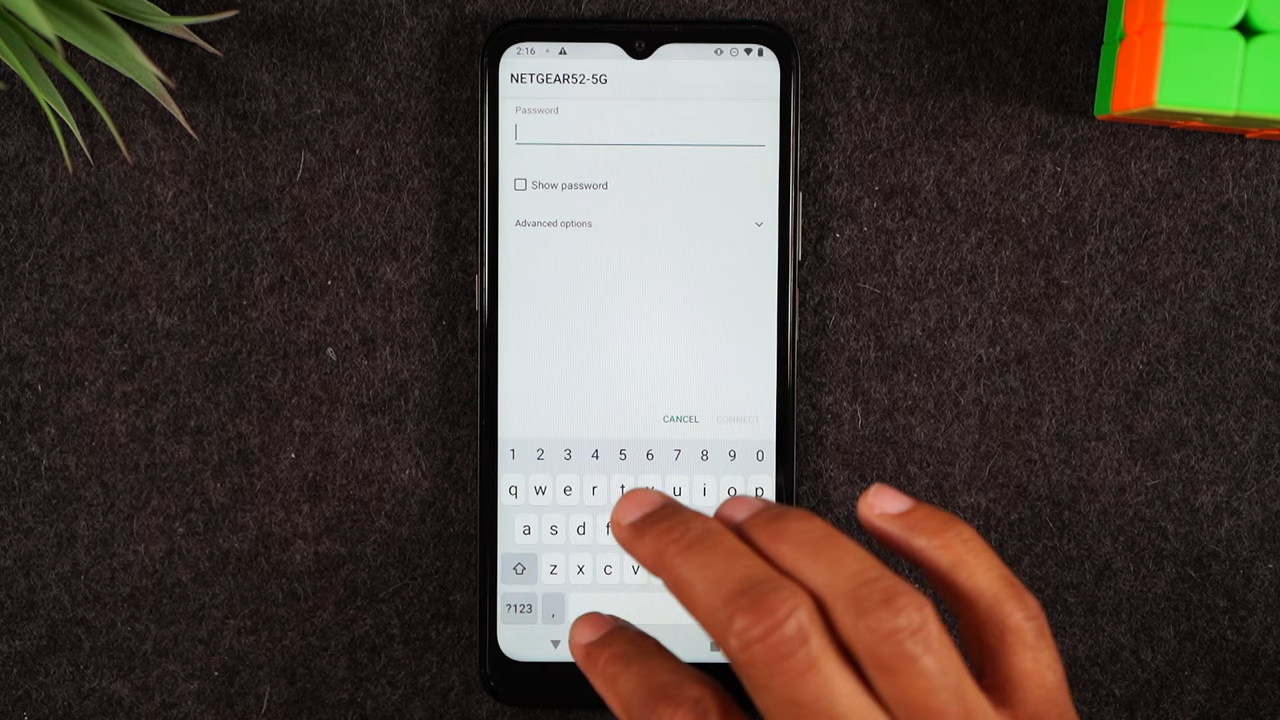 2:16
NETGEAR52-5G
Password
Show password
Advanced options
CANCEL CONNECT
1 2 3 4 5 6 7 8 9 0
q w e r t y u i o p
a s d f
z x c v
?123 ,